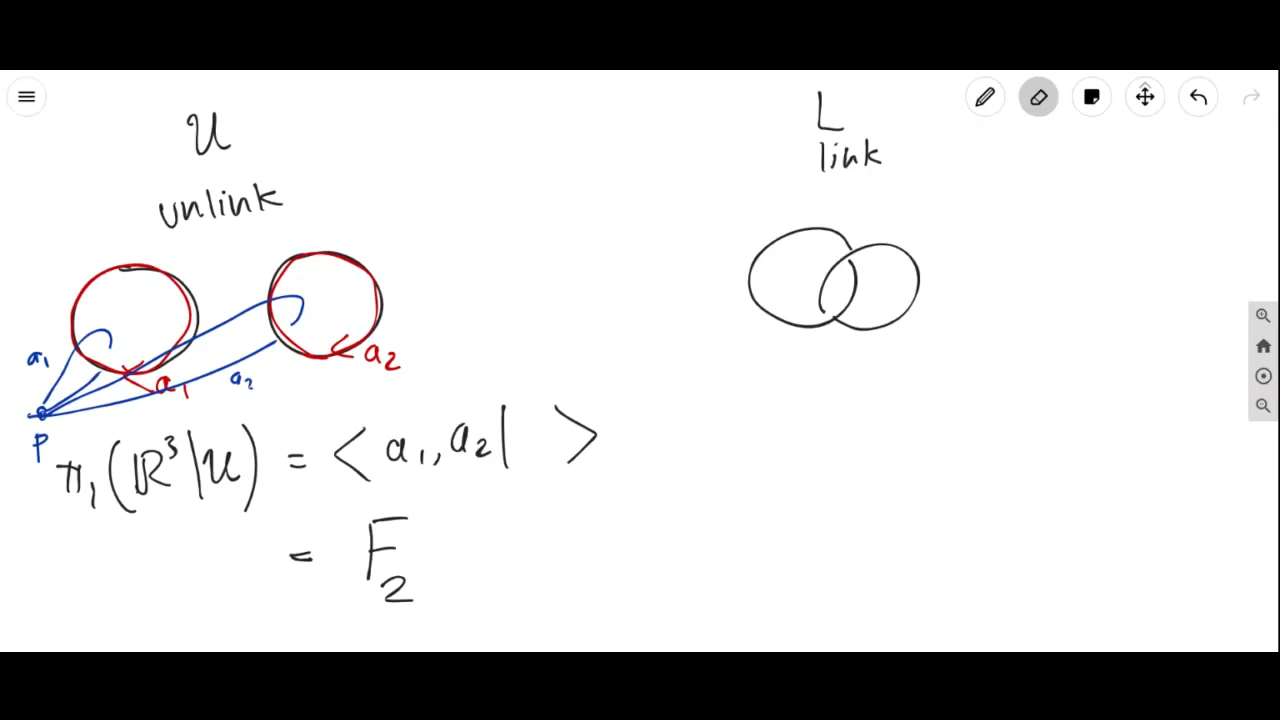 U
unlink
L
link
a₁
a₁
a₂
a₂
P
π₁(ℝ³|U) = < a₁, a₂ | >
= F₂